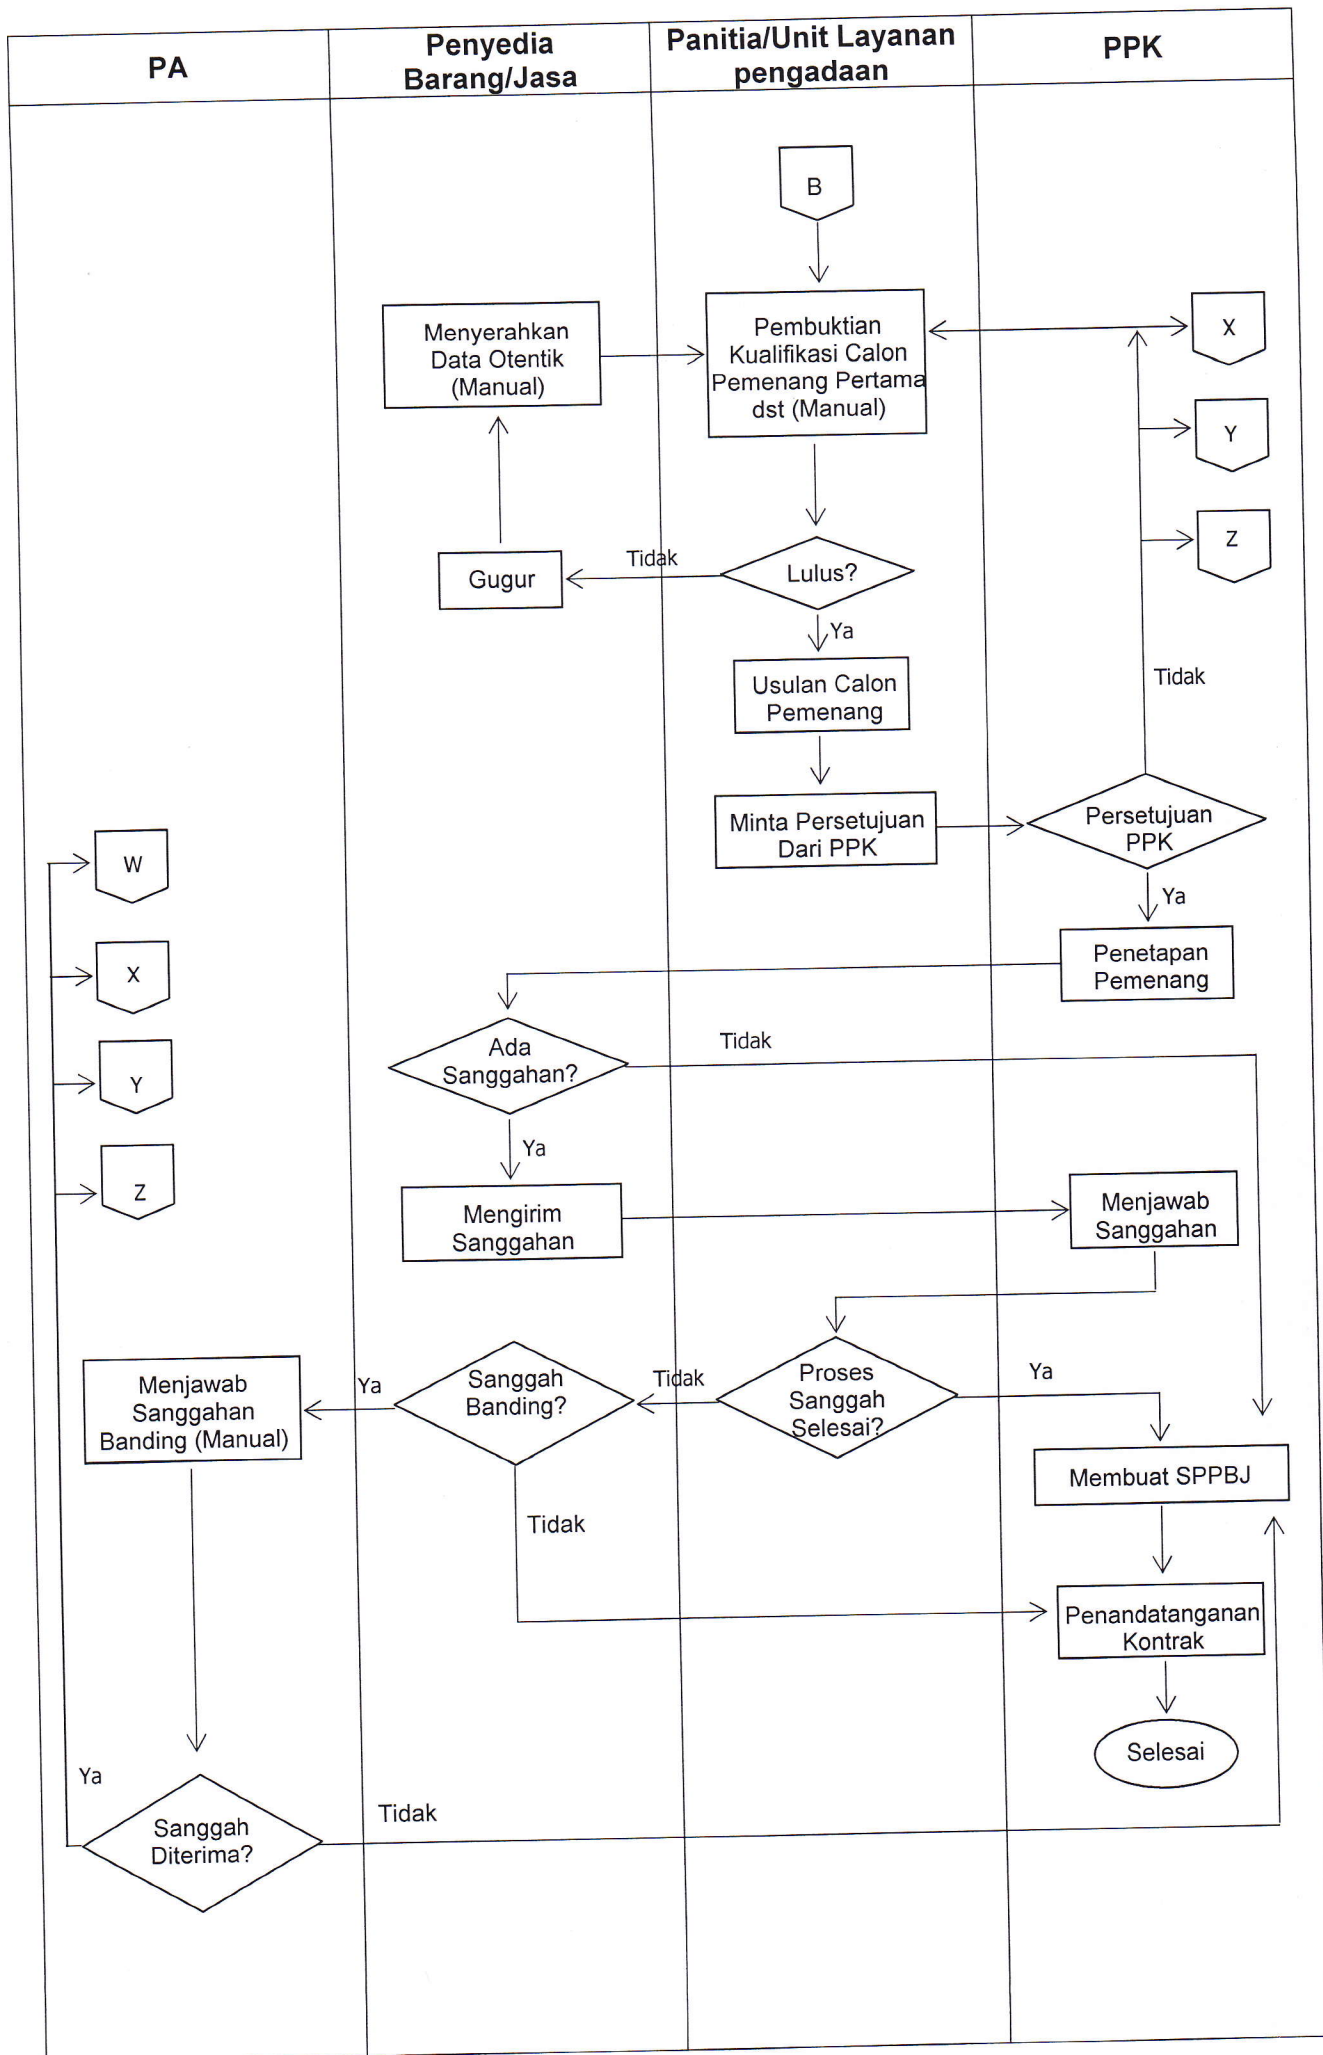 PA
Penyedia
Barang/Jasa
Panitia/Unit Layanan
pengadaan
PPK
B
Menyerahkan
Data Otentik
(Manual)
Pembuktian
Kualifikasi Calon
Pemenang Pertama
dst (Manual)
X
Y
Z
Gugur
Tidak
Lulus?
Ya
Usulan Calon
Pemenang
Tidak
Minta Persetujuan
Dari PPK
Persetujuan
PPK
Ya
W
X
Y
Z
Penetapan
Pemenang
Ada
Sanggahan?
Tidak
Ya
Mengirim
Sanggahan
Menjawab
Sanggahan
Menjawab
Sanggahan
Banding (Manual)
Ya
Sanggah
Banding?
Tidak
Proses
Sanggah
Selesai?
Ya
Membuat SPPBJ
Tidak
Penandatanganan
Kontrak
Selesai
Ya
Sanggah
Diterima?
Tidak